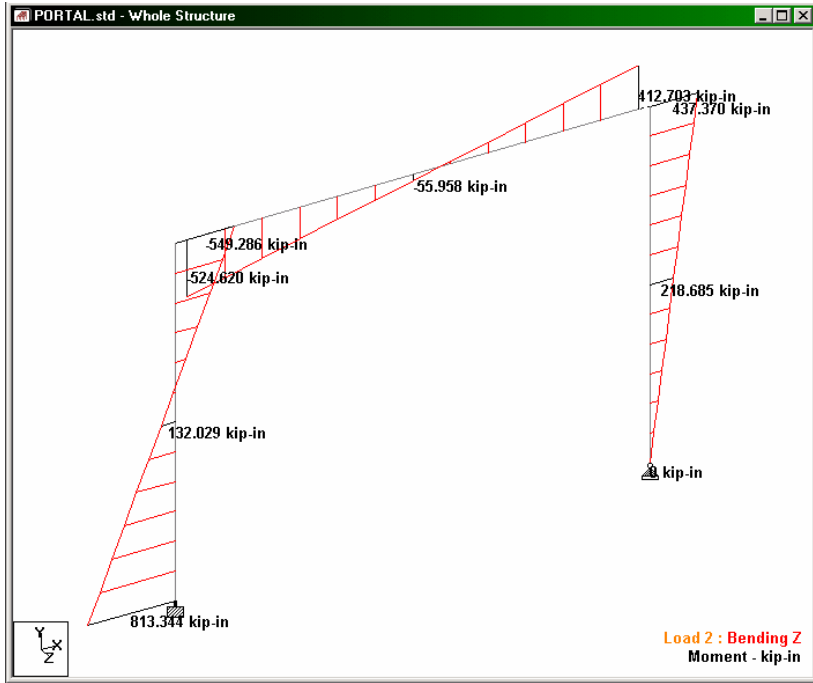 PORTAL.std - Whole Structure
412.703 kip-in
437.370 kip-in
-55.958 kip-in
-549.286 kip-in
-524.620 kip-in
218.685 kip-in
132.029 kip-in
0 kip-in
813.344 kip-in
Y
X
Z
Load 2 : Bending Z
Moment - kip-in